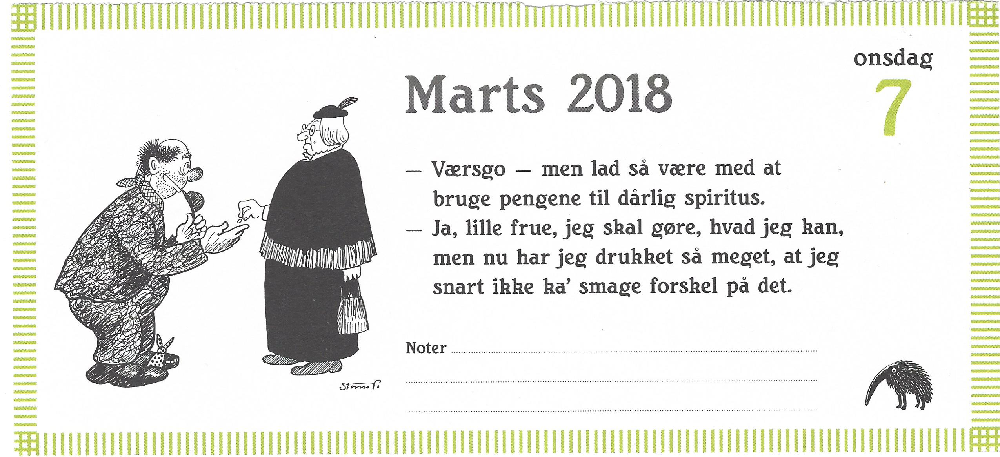 onsdag
Marts 2018
7
— Værsgo — men lad så være med at
bruge pengene til dårlig spiritus.
— Ja, lille frue, jeg skal gøre, hvad jeg kan,
men nu har jeg drukket så meget, at jeg
snart ikke ka’ smage forskel på det.
Noter
Storm P.